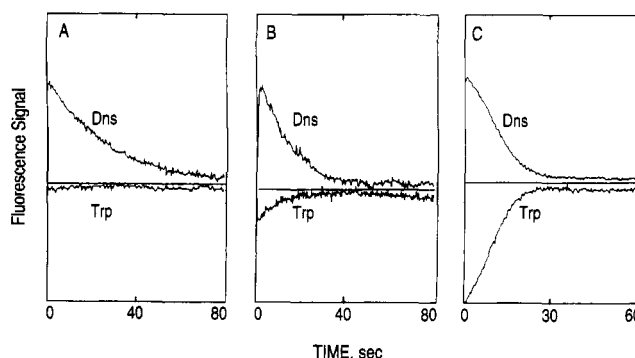 A
B
C
Dns
Dns
Dns
Trp
Trp
Trp
Fluorescence Signal
0 40 80 0 40 80 0 30 60
TIME, sec